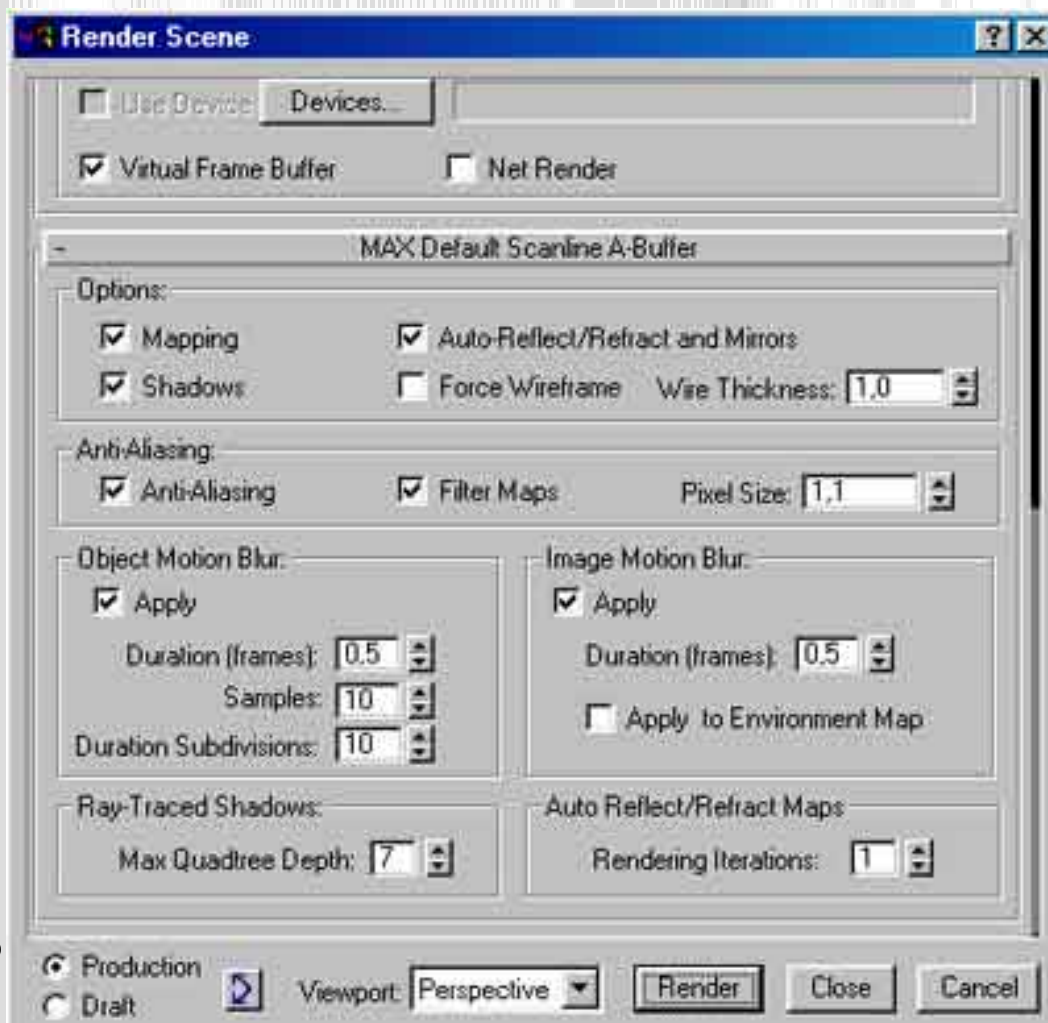 Render Scene
Use Device Devices...
Virtual Frame Buffer Net Render
- MAX Default Scanline A-Buffer
Options:
Mapping Auto-Reflect/Refract and Mirrors
Shadows Force Wireframe Wire Thickness: 1,0
Anti-Aliasing:
Anti-Aliasing Filter Maps Pixel Size: 1,1
Object Motion Blur: Image Motion Blur:
Apply Apply
Duration (frames): 0.5 Duration (frames): 0.5
Samples: 10
Apply to Environment Map
Duration Subdivisions: 10
Ray-Traced Shadows: Auto Reflect/Refract Maps
Max Quadtree Depth: 7 Rendering Iterations: 1
Production
Draft
Viewport: Perspective Render Close Cancel